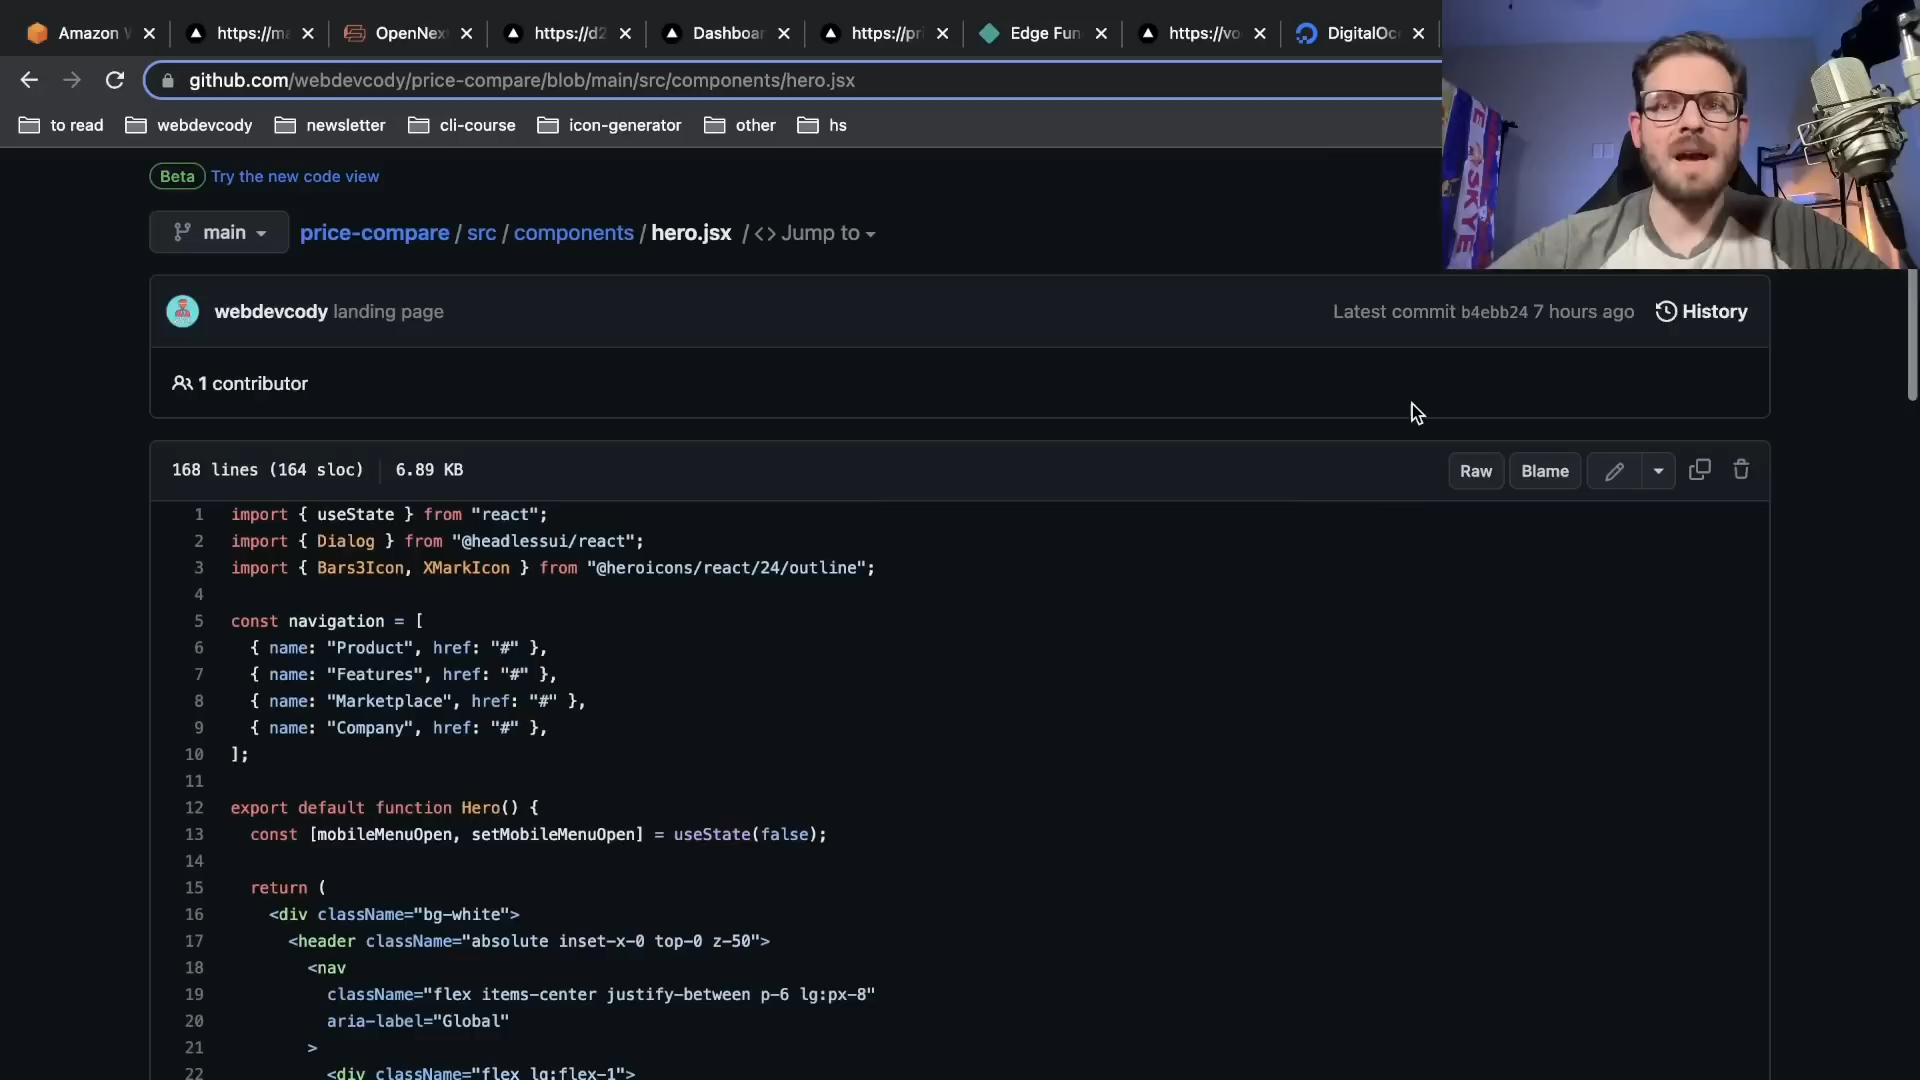 Amazon
https://m
OpenNex
https://d2
Dashboar
https://pri
Edge Fun
https://vo
DigitalOc
github.com/webdevcody/price-compare/blob/main/src/components/hero.jsx
to read
webdevcody
newsletter
cli-course
icon-generator
other
hs
Beta Try the new code view
main
price-compare / src / components / hero.jsx / <> Jump to
webdevcody landing page
Latest commit b4ebb24 7 hours ago
History
1 contributor
168 lines (164 sloc) | 6.89 KB
Raw
Blame
1 import { useState } from "react";
2 import { Dialog } from "@headlessui/react";
3 import { Bars3Icon, XMarkIcon } from "@heroicons/react/24/outline";
4
5 const navigation = [
6 { name: "Product", href: "#" },
7 { name: "Features", href: "#" },
8 { name: "Marketplace", href: "#" },
9 { name: "Company", href: "#" },
10 ];
11
12 export default function Hero() {
13 const [mobileMenuOpen, setMobileMenuOpen] = useState(false);
14
15 return (
16 <div className="bg-white">
17 <header className="absolute inset-x-0 top-0 z-50">
18 <nav
19 className="flex items-center justify-between p-6 lg:px-8"
20 aria-label="Global"
21 >
22 <div className="flex lg:flex-1">